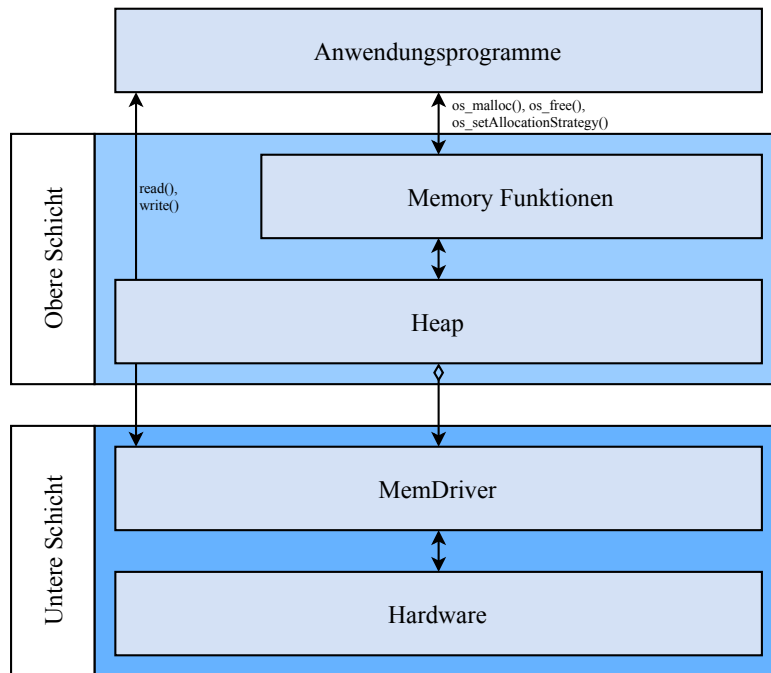 Anwendungsprogramme
os_malloc(), os_free(),
os_setAllocationStrategy()
read(),
write()
Obere Schicht
Memory Funktionen
Heap
Untere Schicht
MemDriver
Hardware